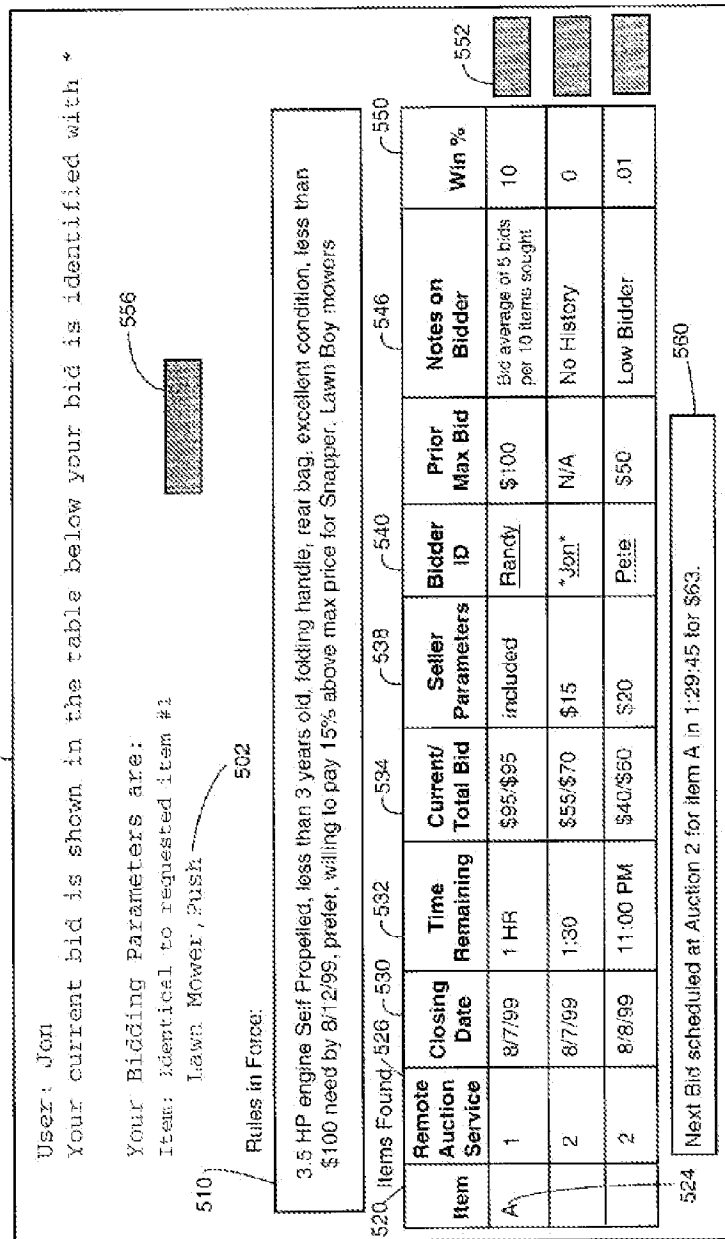 User: Jon
Your current bid is shown in the table below your bid is identified with *
Your Bidding Parameters are:
Item: Identical to requested item #1
Lawn Mower, Push
502
556
Rules in Force:
510
3.5 HP engine Self Propelled, less than 3 years old, folding handle, rear bag, excellent condition, less than
$100 need by 8/12/99, prefer, willing to pay 15% above max price for Snapper, Lawn Boy mowers
520 Items Found 526 530 532 534 538 540 546 550 552
Item Remote Auction Service Closing Date Time Remaining Current/ Total Bid Seller Parameters Bidder ID Prior Max Bid Notes on Bidder Win %
A 1 8/7/99 1 HR $95/$95 included Randy $100 Bid average of 5 bids per 10 items sought 10
2 8/7/99 1:30 $55/$70 $15 *Jon* N/A No History 0
2 8/8/99 11:00 PM $40/$60 $20 Pete $50 Low Bidder .01
524
Next Bid scheduled at Auction 2 for item A in 1:29:45 for $63.
560